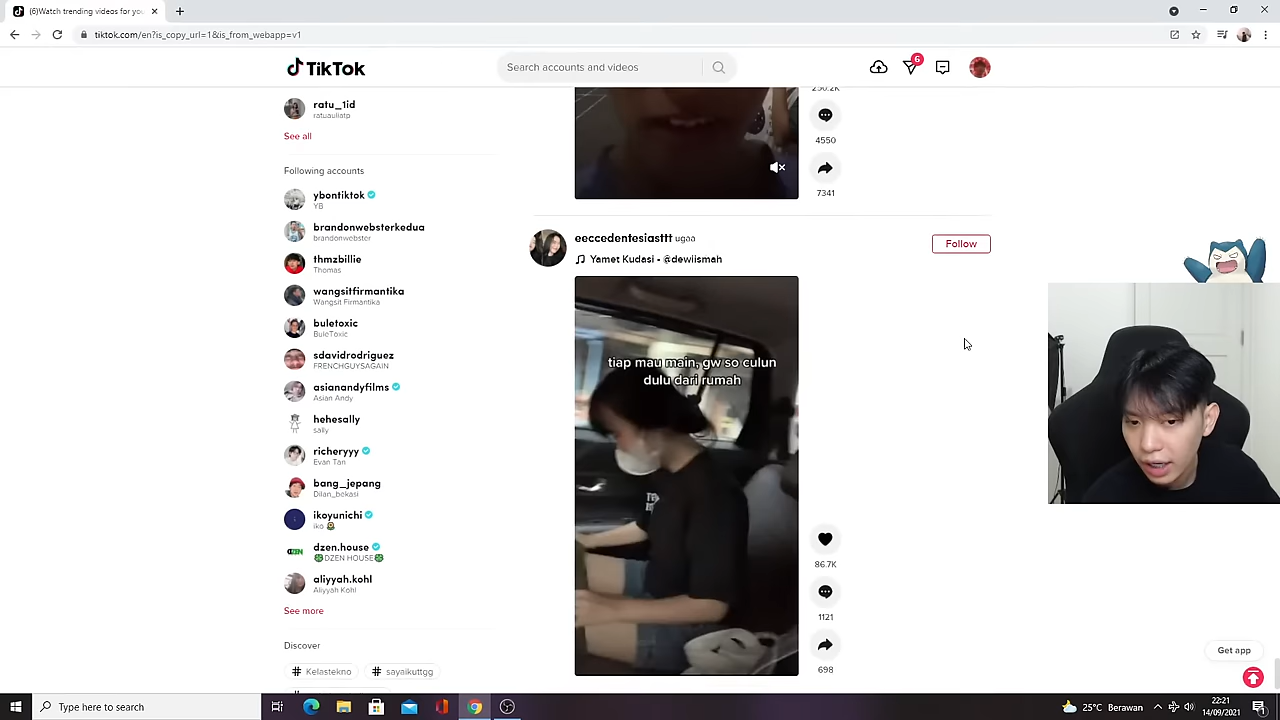 (6)Watch trending videos for you
tiktok.com/en?is_copy_url=1&is_from_webapp=v1
TikTok
Search accounts and videos
6
ratu_1id
ratuauliatp
See all
Following accounts
ybontiktok
YB
brandonwebsterkedua
brandonwebster
thmzbillie
Thomas
wangsitfirmantika
Wangsit Firmantika
buletoxic
BuleToxic
sdavidrodriguez
FRENCHGUYSAGAIN
asianandyfilms
Asian Andy
hehesally
sally
richeryyy
Evan Tan
bang_jepang
Dilan_bekasi
ikoyunichi
iko
dzen.house
DZEN HOUSE
aliyyah.kohl
Aliyyah Kohl
See more
Discover
# Kelastekno
# sayaikuttgg
4550
7341
eeccedentesiasttt ugaa
Yamet Kudasi - @dewiismah
Follow
tiap mau main, gw so culun
dulu dari rumah
86.7K
1121
698
Get app
Type here to search
25°C Berawan
22:21
14/09/2021